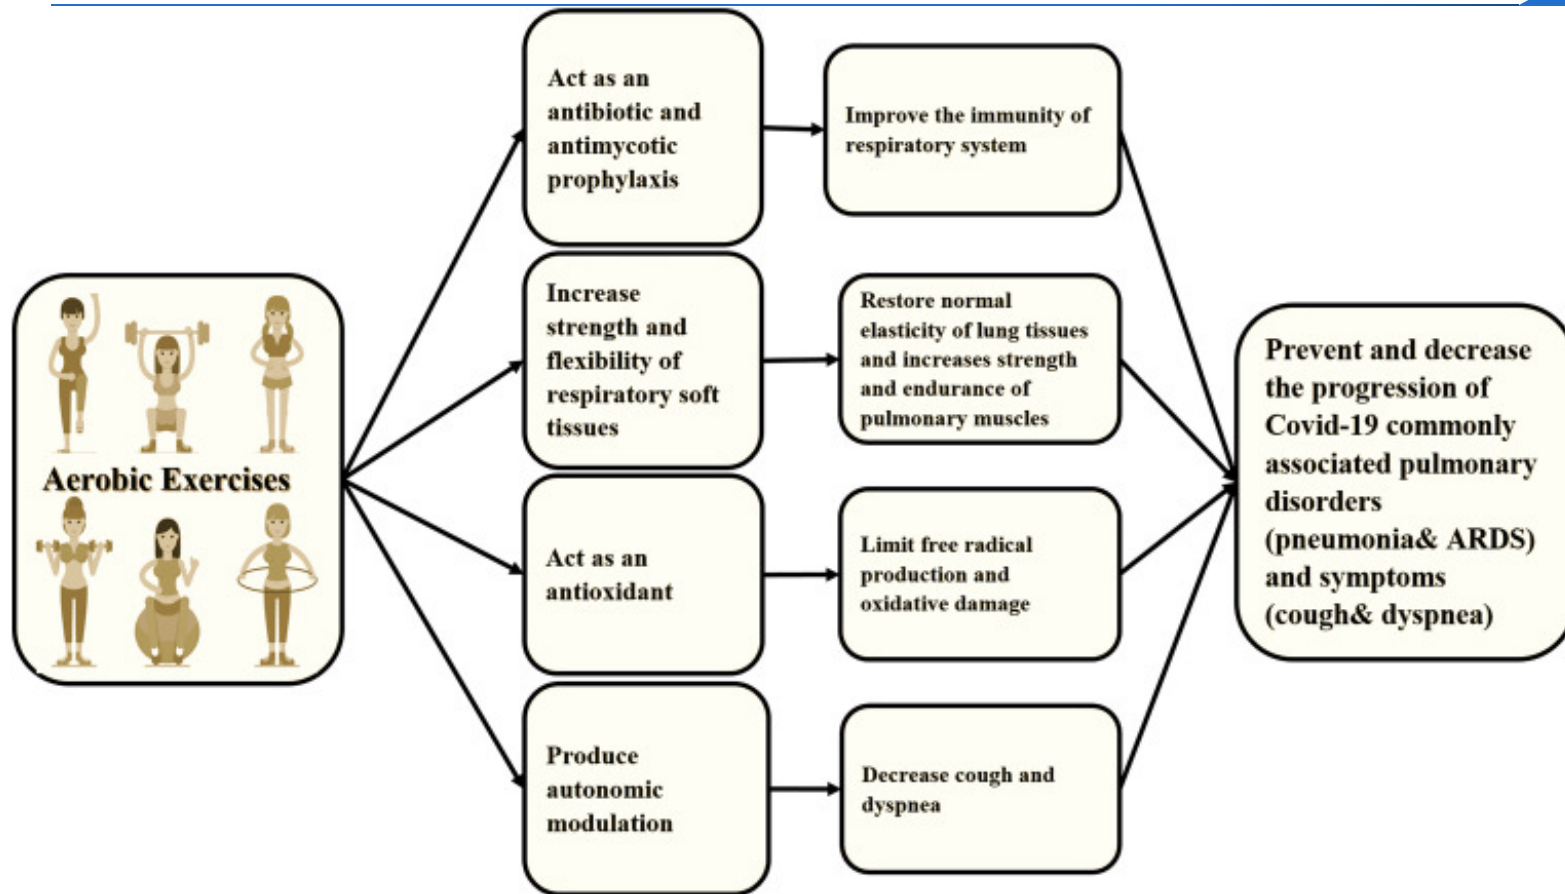 Aerobic Exercises
Act as an
antibiotic and
antimycotic
prophylaxis
Improve the immunity of
respiratory system
Increase
strength and
flexibility of
respiratory soft
tissues
Restore normal
elasticity of lung tissues
and increases strength
and endurance of
pulmonary muscles
Act as an
antioxidant
Limit free radical
production and
oxidative damage
Produce
autonomic
modulation
Decrease cough and
dyspnea
Prevent and decrease
the progression of
Covid-19 commonly
associated pulmonary
disorders
(pneumonia& ARDS)
and symptoms
(cough& dyspnea)